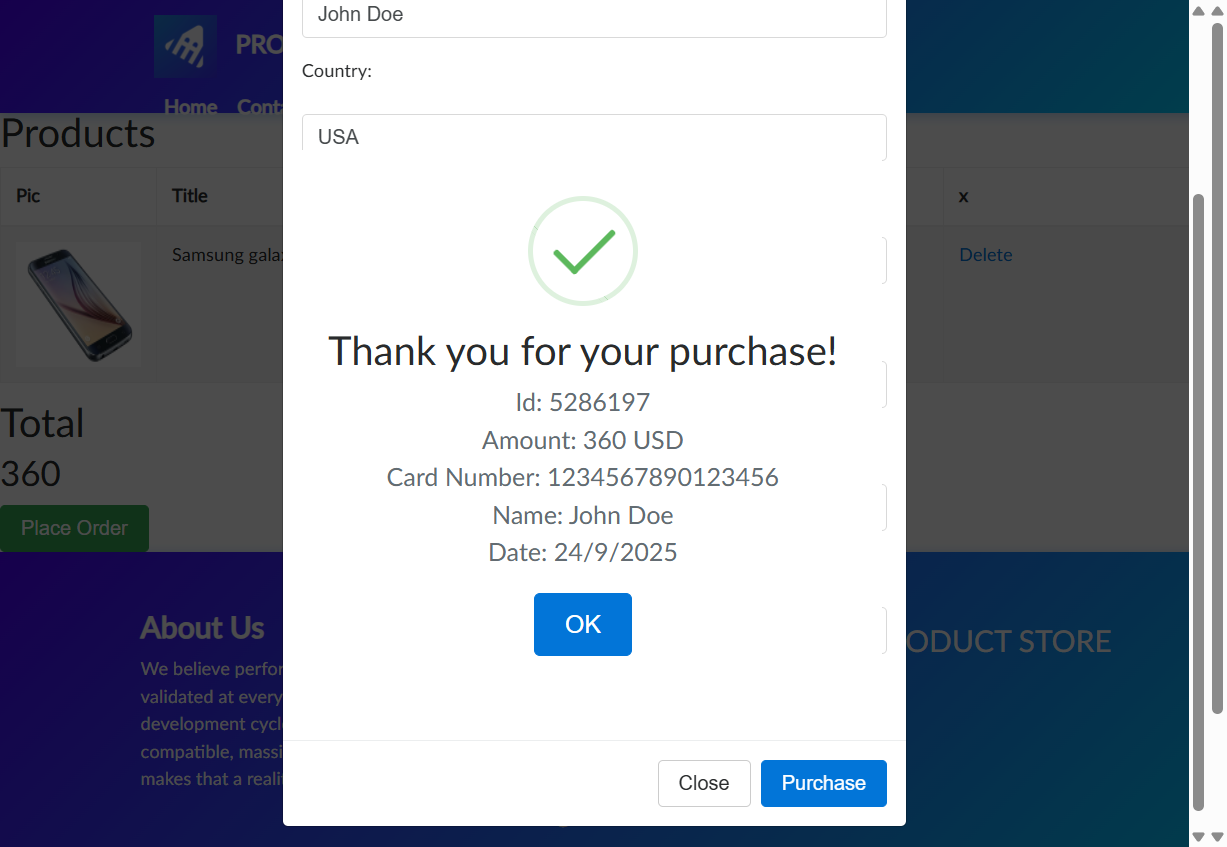 John Doe
PRO
Country:
Home Cont
Products
USA
Pic Title x
Samsung gala Delete
Thank you for your purchase!
Id: 5286197
Amount: 360 USD
Total
Card Number: 1234567890123456
360
Name: John Doe
Place Order
Date: 24/9/2025
OK
About Us
ODUCT STORE
We believe perfor
validated at every
development cycl
compatible, massi
makes that a realit
Close Purchase